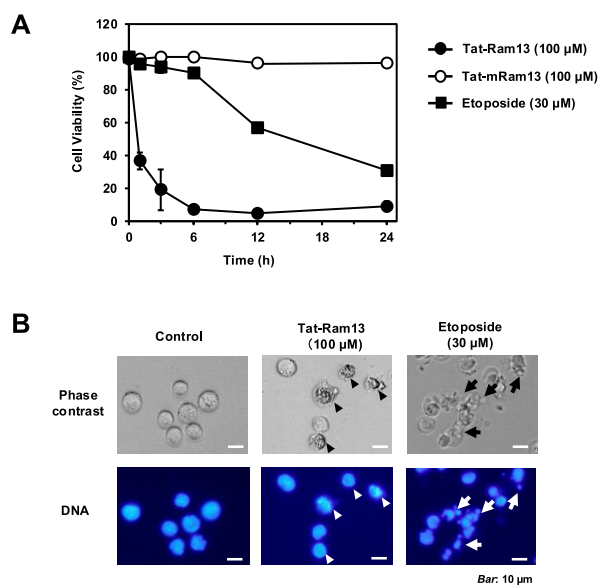 A
120
100
80
60
40
20
0
Cell Viability (%)
0
6
12
18
24
Time (h)
Tat-Ram13 (100 μM)
Tat-mRam13 (100 μM)
Etoposide (30 μM)
B
Control
Tat-Ram13
(100 μM)
Etoposide
(30 μM)
Phase
contrast
DNA
Bar: 10 μm